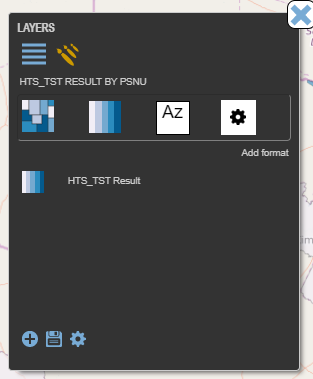 LAYERS
HTS_TST RESULT BY PSNU
Az
Add format
HTS_TST Result